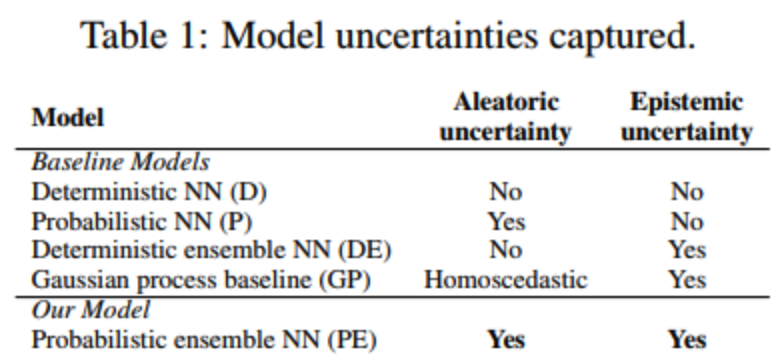 Table 1: Model uncertainties captured.
Model Aleatoric uncertainty Epistemic uncertainty
Baseline Models
Deterministic NN (D) No No
Probabilistic NN (P) Yes No
Deterministic ensemble NN (DE) No Yes
Gaussian process baseline (GP) Homoscedastic Yes
Our Model
Probabilistic ensemble NN (PE) Yes Yes